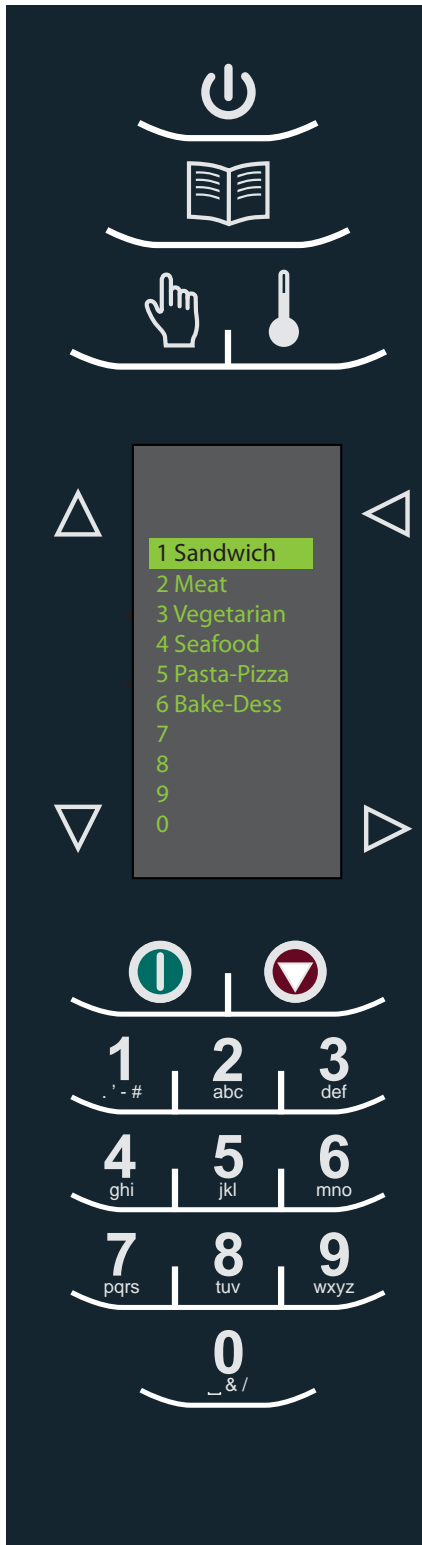 1 Sandwich
2 Meat
3 Vegetarian
4 Seafood
5 Pasta-Pizza
6 Bake-Dess
7
8
9
0
1 2 3
. ' - # abc def
4 5 6
ghi jkl mno
7 8 9
pqrs tuv wxyz
0
⎵ & /